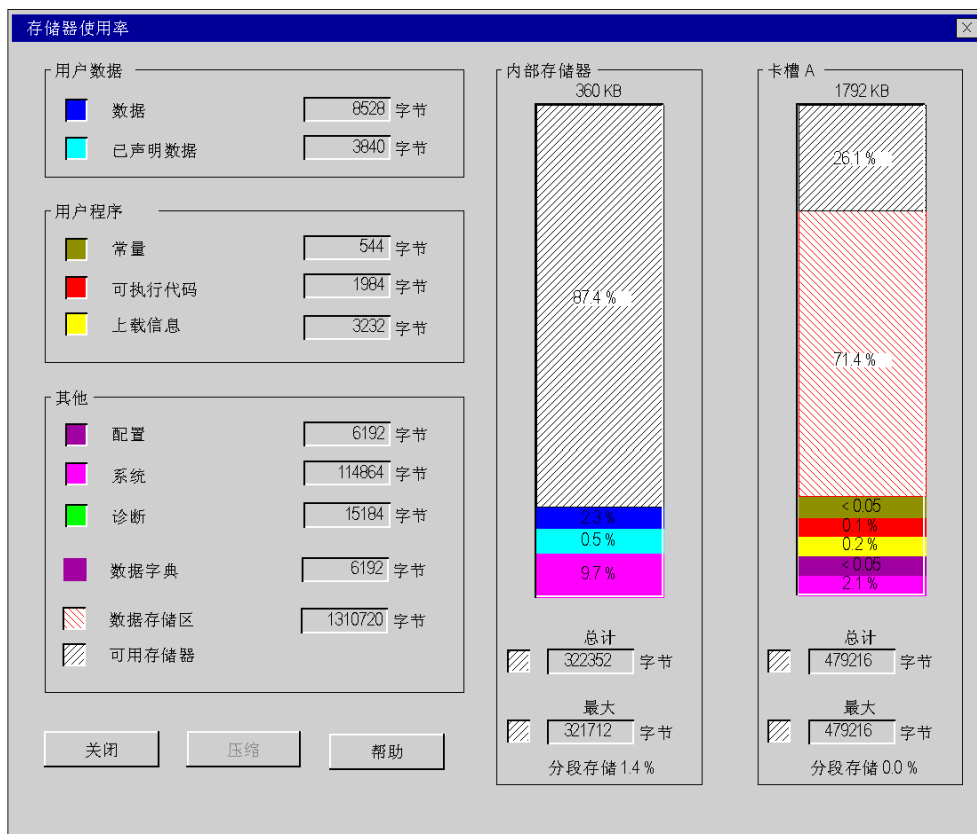 存储器使用率
用户数据
数据 8528 字节
已声明数据 3840 字节
用户程序
常量 544 字节
可执行代码 1984 字节
上载信息 3232 字节
其他
配置 6192 字节
系统 114864 字节
诊断 15184 字节
数据字典 6192 字节
数据存储区 1310720 字节
可用存储器
关闭
压缩
帮助
内部存储器
360 KB
87.4 %
2.3 %
0.5 %
9.7 %
总计
322352 字节
最大
321712 字节
分段存储 1.4 %
卡槽 A
1792 KB
26.1 %
71.4 %
< 0.05
0.1 %
0.2 %
< 0.05
2.1 %
总计
479216 字节
最大
479216 字节
分段存储 0.0 %